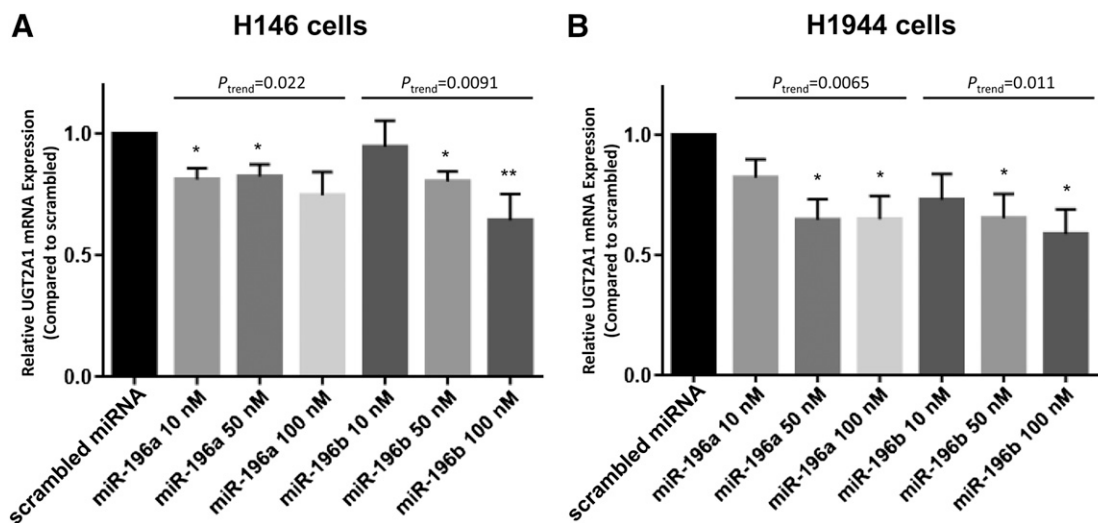 A
H146 cells
Relative UGT2A1 mRNA Expression
(Compared to scrambled)
P trend=0.022
P trend=0.0091
1.0
0.5
0.0
*
*
*
**
scrambled miRNA
miR-196a 10 nM
miR-196a 50 nM
miR-196a 100 nM
miR-196b 10 nM
miR-196b 50 nM
miR-196b 100 nM
B
H1944 cells
Relative UGT2A1 mRNA Expression
(Compared to scrambled)
P trend=0.0065
P trend=0.011
1.0
0.5
0.0
*
*
*
*
scrambled miRNA
miR-196a 10 nM
miR-196a 50 nM
miR-196a 100 nM
miR-196b 10 nM
miR-196b 50 nM
miR-196b 100 nM